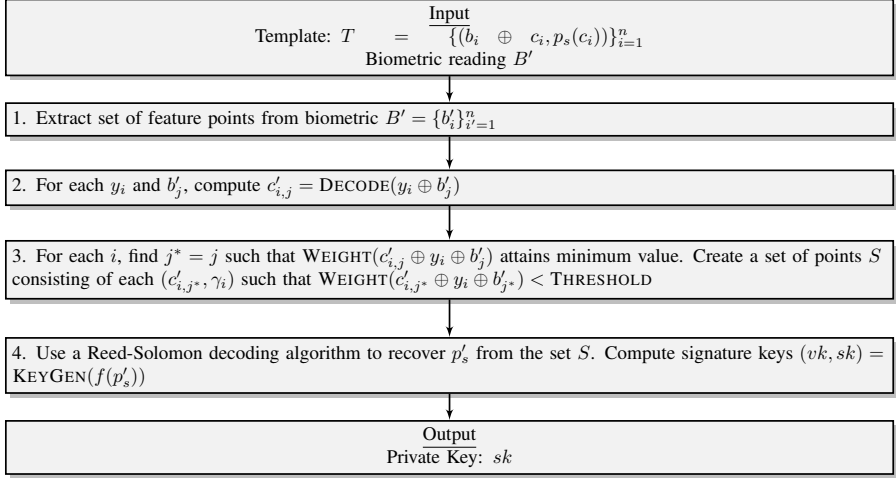 Input
Template: T = {(b_i ⊕ c_i, p_s(c_i))}_{i=1}^n
Biometric reading B′
1. Extract set of feature points from biometric B′ = {b′_i}_{i′=1}^n
2. For each y_i and b′_j, compute c′_{i,j} = DECODE(y_i ⊕ b′_j)
3. For each i, find j* = j such that WEIGHT(c′_{i,j} ⊕ y_i ⊕ b′_j) attains minimum value. Create a set of points S
consisting of each (c′_{i,j*}, γ_i) such that WEIGHT(c′_{i,j*} ⊕ y_i ⊕ b′_{j*}) < THRESHOLD
4. Use a Reed-Solomon decoding algorithm to recover p′_s from the set S. Compute signature keys (vk, sk) =
KEYGEN(f(p′_s))
Output
Private Key: sk